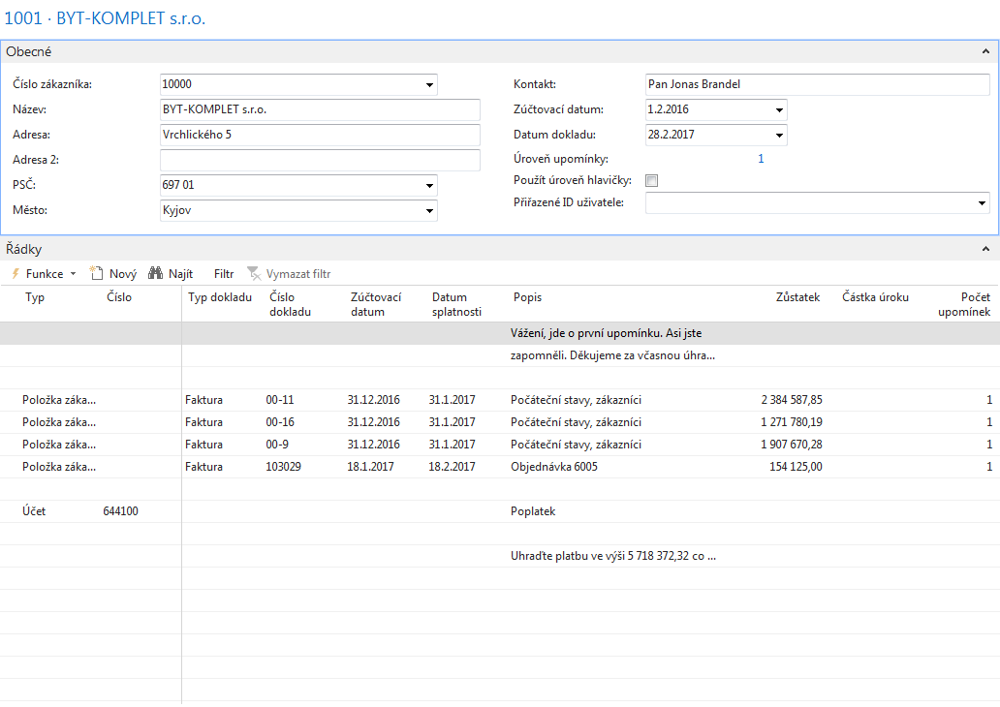 1001 · BYT-KOMPLET s.r.o.
Obecné
Číslo zákazníka: 10000
Název: BYT-KOMPLET s.r.o.
Adresa: Vrchlického 5
Adresa 2:
PSČ: 697 01
Město: Kyjov
Kontakt: Pan Jonas Brandel
Zúčtovací datum: 1.2.2016
Datum dokladu: 28.2.2017
Úroveň upomínky: 1
Použít úroveň hlavičky:
Přiřazené ID uživatele:
Řádky
Funkce Nový Najít Filtr Vymazat filtr
Typ Číslo Typ dokladu Číslo dokladu Zúčtovací datum Datum splatnosti Popis Zůstatek Částka úroku Počet upomínek
Vážení, jde o první upomínku. Asi jste
zapomněli. Děkujeme za včasnou úhra...
Položka záka... Faktura 00-11 31.12.2016 31.1.2017 Počáteční stavy, zákazníci 2 384 587,85 1
Položka záka... Faktura 00-16 31.12.2016 31.1.2017 Počáteční stavy, zákazníci 1 271 780,19 1
Položka záka... Faktura 00-9 31.12.2016 31.1.2017 Počáteční stavy, zákazníci 1 907 670,28 1
Položka záka... Faktura 103029 18.1.2017 18.2.2017 Objednávka 6005 154 125,00 1
Účet 644100 Poplatek
Uhraďte platbu ve výši 5 718 372,32 co ...